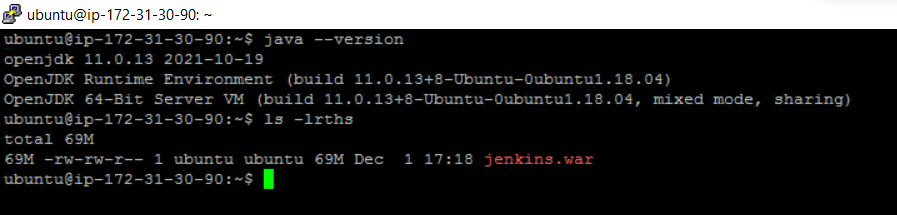 ubuntu@ip-172-31-30-90: ~
ubuntu@ip-172-31-30-90:~$ java --version
openjdk 11.0.13 2021-10-19
OpenJDK Runtime Environment (build 11.0.13+8-Ubuntu-0ubuntu1.18.04)
OpenJDK 64-Bit Server VM (build 11.0.13+8-Ubuntu-0ubuntu1.18.04, mixed mode, sharing)
ubuntu@ip-172-31-30-90:~$ ls -lrths
total 69M
69M -rw-rw-r-- 1 ubuntu ubuntu 69M Dec  1 17:18 jenkins.war
ubuntu@ip-172-31-30-90:~$